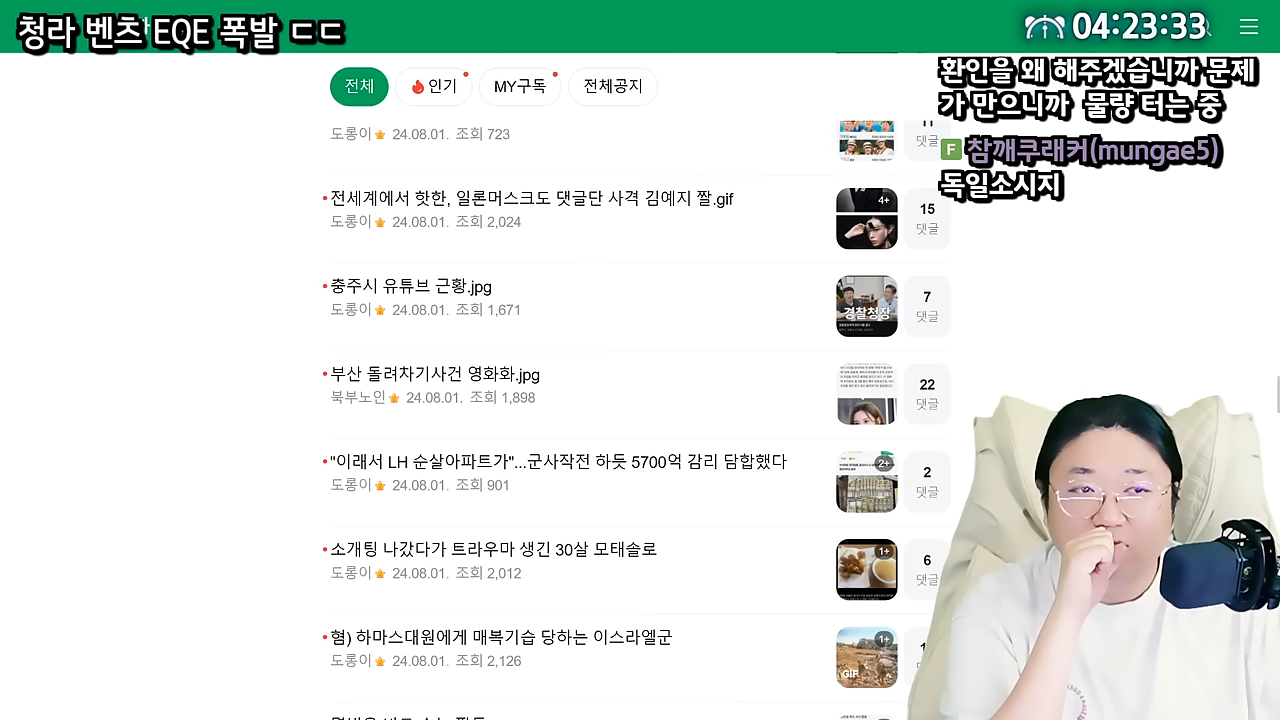 청라 벤츠 EQE 폭발 ㄷㄷ
04:23:33
전체
인기
MY구독
전체공지
환인을 왜 해주겠습니까 문제
가 만으니까 물량 터는 중
F 참깨쿠래커(mungae5)
독일소시지
도롱이 24.08.01. 조회 723
11
댓글
전세계에서 핫한, 일론머스크도 댓글단 사격 김예지 짤.gif
도롱이 24.08.01. 조회 2,024
4+
15
댓글
충주시 유튜브 근황.jpg
도롱이 24.08.01. 조회 1,671
경찰청장
7
댓글
부산 돌려차기사건 영화화.jpg
북부노인 24.08.01. 조회 1,898
22
댓글
"이래서 LH 순살아파트가"...군사작전 하듯 5700억 감리 담합했다
도롱이 24.08.01. 조회 901
2+
2
댓글
소개팅 나갔다가 트라우마 생긴 30살 모태솔로
도롱이 24.08.01. 조회 2,012
1+
6
댓글
혐) 하마스대원에게 매복기습 당하는 이스라엘군
도롱이 24.08.01. 조회 2,126
1+
GIF
댓글